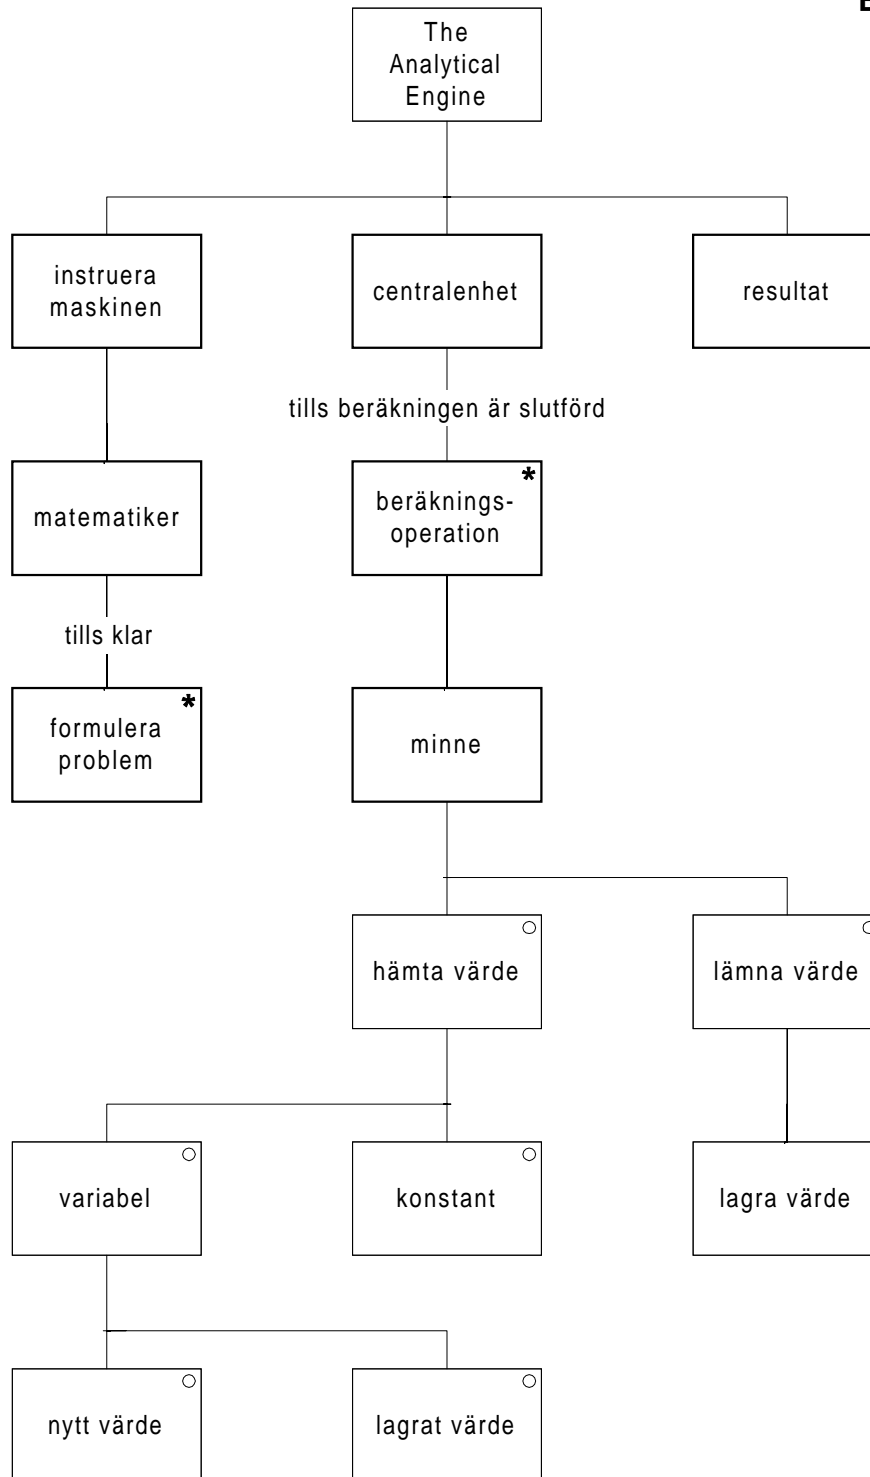 The
Analytical
Engine
instruera
maskinen
centralenhet
resultat
tills beräkningen är slutförd
matematiker
*
beräknings-
operation
tills klar
*
formulera
problem
minne
hämta värde
lämna värde
variabel
konstant
lagra värde
nytt värde
lagrat värde